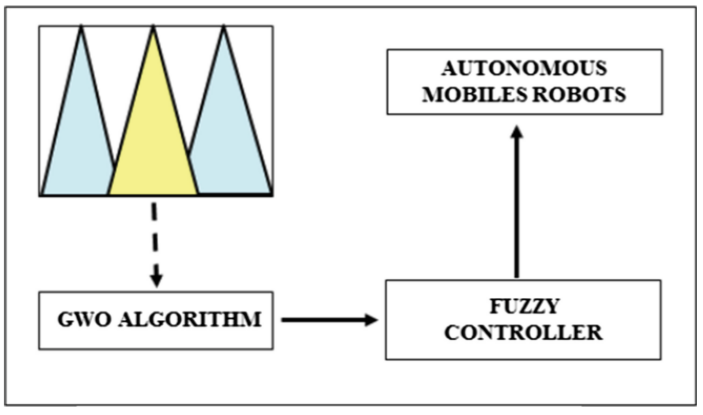 AUTONOMOUS
MOBILES ROBOTS
GWO ALGORITHM
FUZZY
CONTROLLER